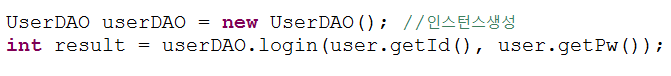 UserDAO userDAO = new UserDAO(); //인스턴스생성
int result = userDAO.login(user.getId(), user.getPw());